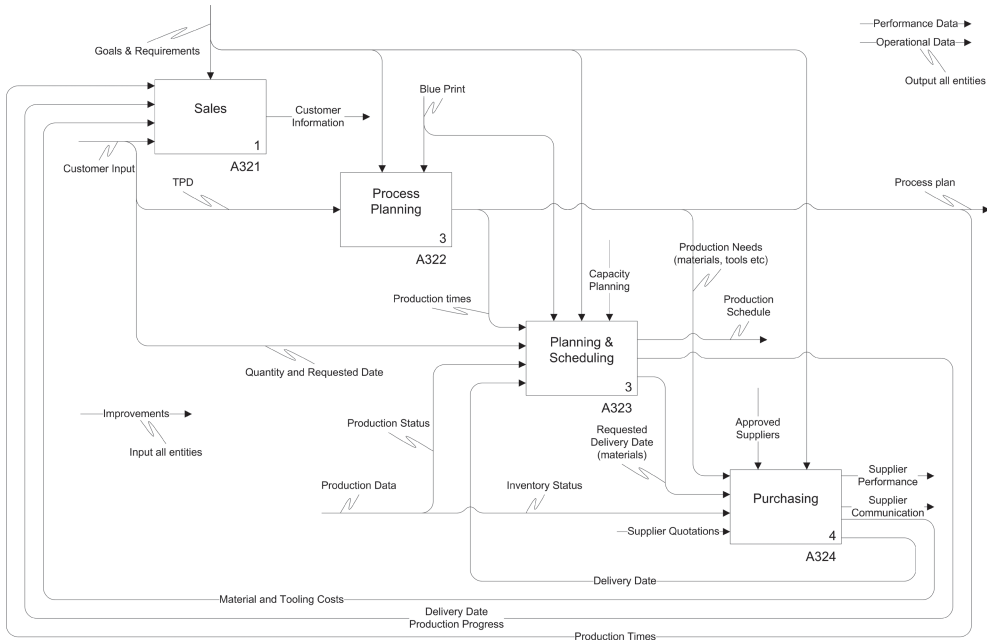 Goals & Requirements
Performance Data
Operational Data
Output all entities
Sales
1
A321
Customer
Information
Blue Print
Customer Input
TPD
Process
Planning
3
A322
Process plan
Production Needs
(materials, tools etc)
Capacity
Planning
Production times
Production
Schedule
Planning &
Scheduling
3
A323
Quantity and Requested Date
Improvements
Input all entities
Production Status
Requested
Delivery Date
(materials)
Approved
Suppliers
Production Data
Inventory Status
Purchasing
4
A324
Supplier
Performance
Supplier
Communication
Supplier Quotations
Delivery Date
Material and Tooling Costs
Delivery Date
Production Progress
Production Times